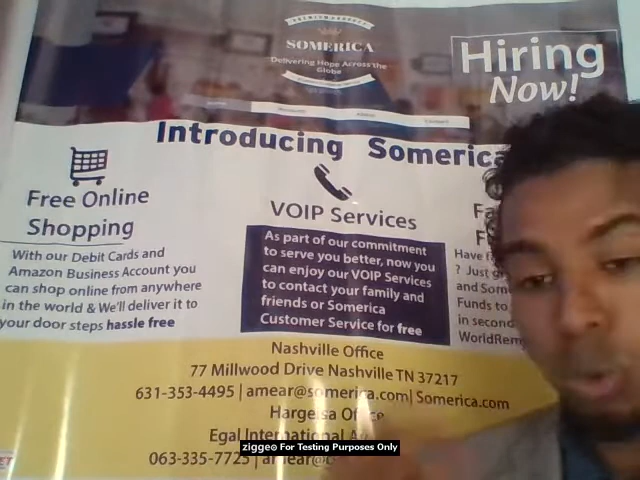 SOMERICA
Delivering Hope Across the
Globe
Hiring
Now!
Introducing Somerica
Free Online
Shopping
With our Debit Cards and
Amazon Business Account you
can shop online from anywhere
in the world & We'll deliver it to
your door steps hassle free
VOIP Services
As part of our commitment
to serve you better, now you
can enjoy our VOIP Services
to contact your family and
friends or Somerica
Customer Service for free
Have
? Just
and Som
Funds to
in second
WorldRem
Nashville Office
77 Millwood Drive Nashville TN 37217
631-353-4495 | amear@somerica.com| Somerica.com
Hargeisa Office
Egal International
063-335-7725 |
zigge® For Testing Purposes Only